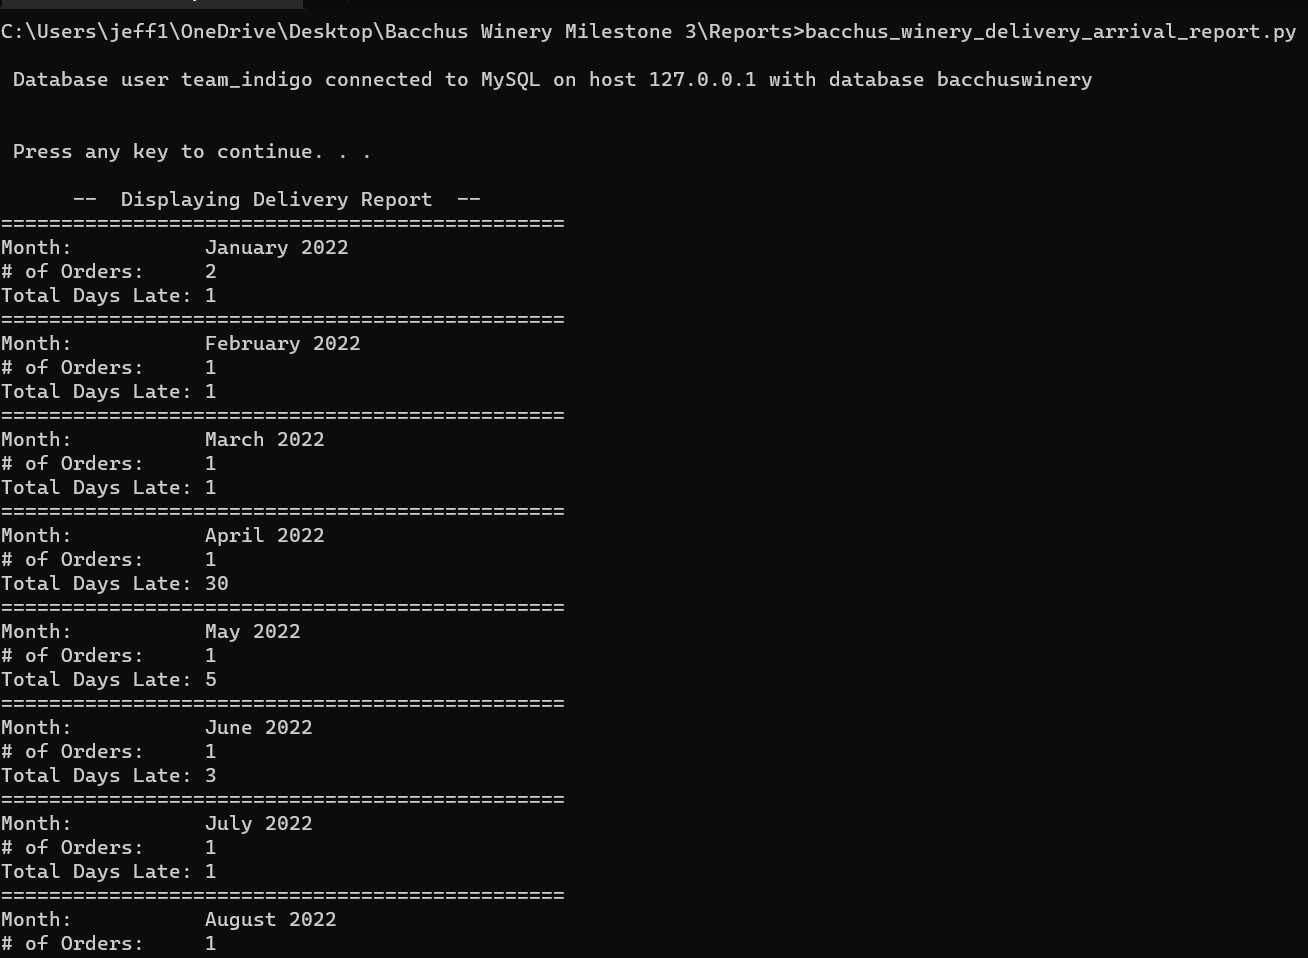 C:\Users\jeff1\OneDrive\Desktop\Bacchus Winery Milestone 3\Reports>bacchus_winery_delivery_arrival_report.py
Database user team_indigo connected to MySQL on host 127.0.0.1 with database bacchuswinery
Press any key to continue. . .
--  Displaying Delivery Report  --
===============================================
Month:           January 2022
# of Orders:     2
Total Days Late: 1
===============================================
Month:           February 2022
# of Orders:     1
Total Days Late: 1
===============================================
Month:           March 2022
# of Orders:     1
Total Days Late: 1
===============================================
Month:           April 2022
# of Orders:     1
Total Days Late: 30
===============================================
Month:           May 2022
# of Orders:     1
Total Days Late: 5
===============================================
Month:           June 2022
# of Orders:     1
Total Days Late: 3
===============================================
Month:           July 2022
# of Orders:     1
Total Days Late: 1
===============================================
Month:           August 2022
# of Orders:     1